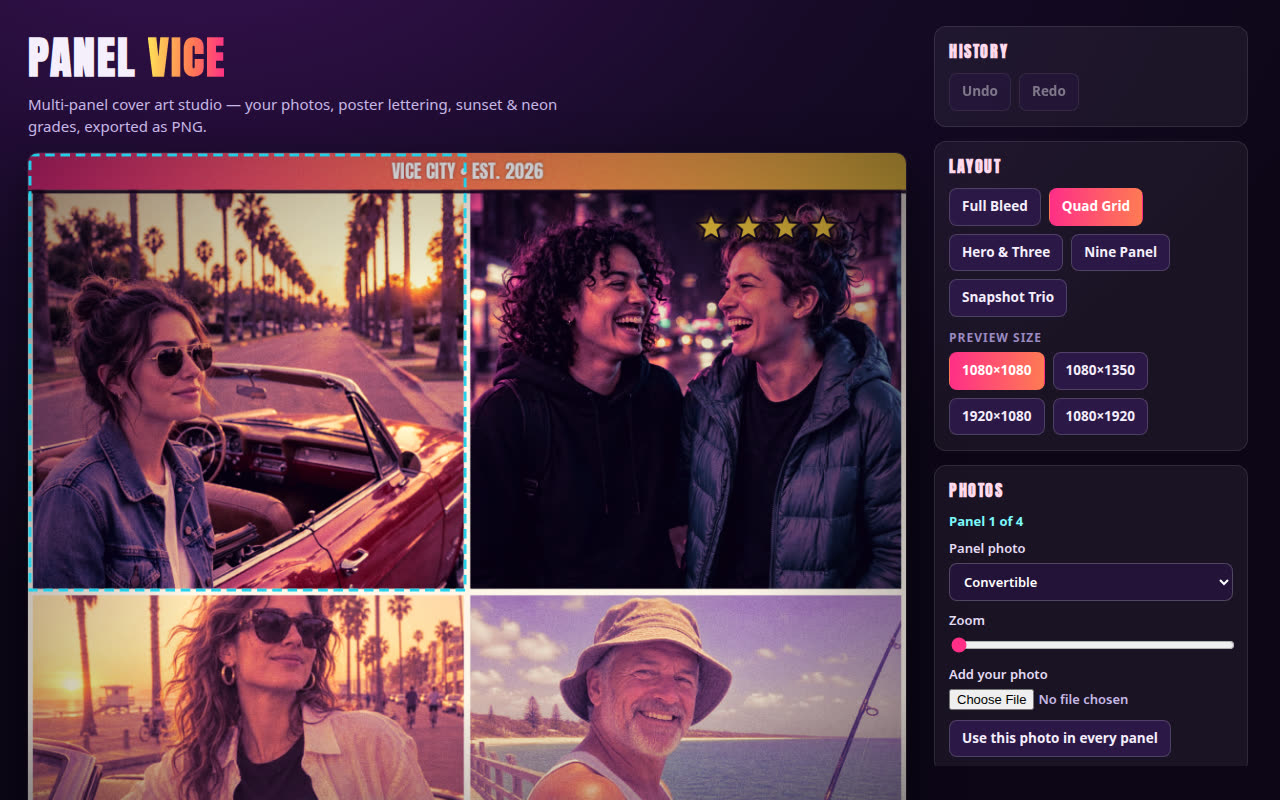 PANEL VICE
Multi-panel cover art studio — your photos, poster lettering, sunset & neon
grades, exported as PNG.
VICE CITY · EST. 2026
HISTORY
Undo Redo
LAYOUT
Full Bleed Quad Grid
Hero & Three Nine Panel
Snapshot Trio
PREVIEW SIZE
1080×1080 1080×1350
1920×1080 1080×1920
PHOTOS
Panel 1 of 4
Panel photo
Convertible
Zoom
Add your photo
Choose File No file chosen
Use this photo in every panel